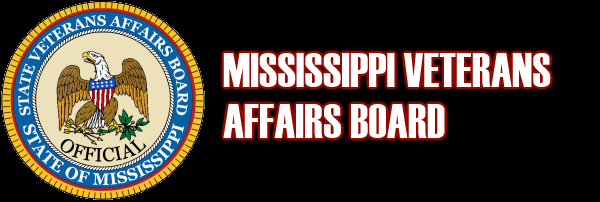 STATE VETERANS AFFAIRS BOARD
OFFICIAL
STATE OF MISSISSIPPI
MISSISSIPPI VETERANS
AFFAIRS BOARD